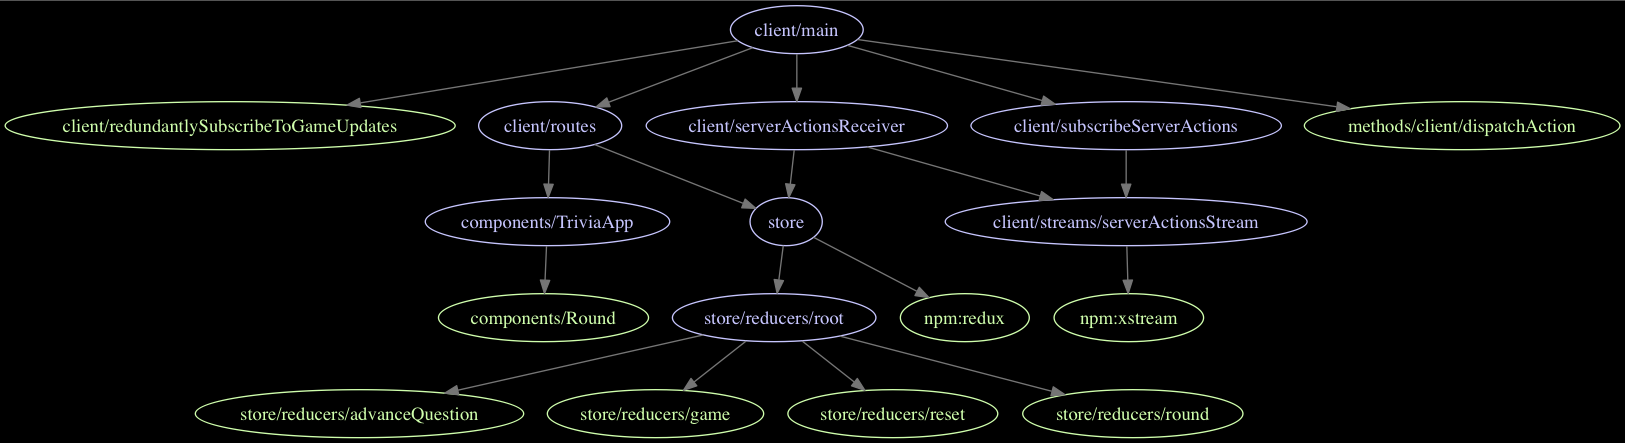 client/main
client/redundantlySubscribeToGameUpdates
client/routes
client/serverActionsReceiver
client/subscribeServerActions
methods/client/dispatchAction
components/TriviaApp
store
client/streams/serverActionsStream
components/Round
store/reducers/root
npm:redux
npm:xstream
store/reducers/advanceQuestion
store/reducers/game
store/reducers/reset
store/reducers/round